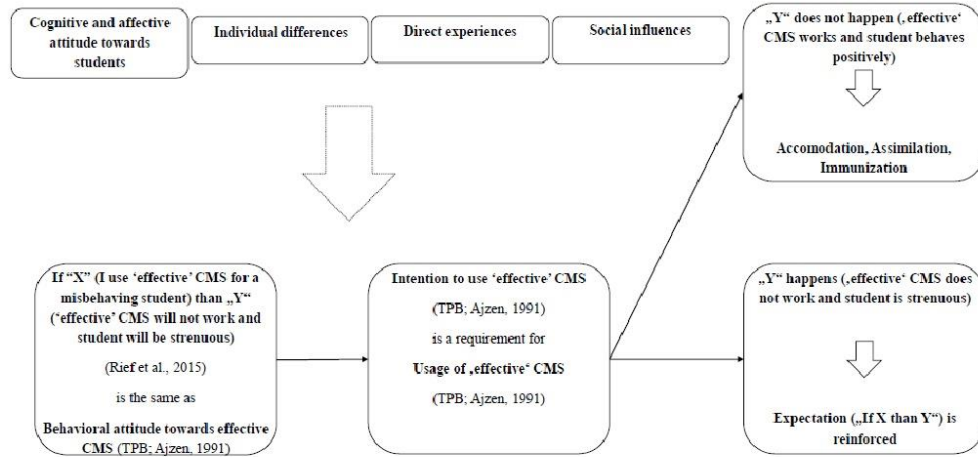 Cognitive and affective
attitude towards
students
Individual differences
Direct experiences
Social influences
„Y“ does not happen (‚effective‘
CMS works and student behaves
positively)
Accomodation, Assimilation,
Immunization
If “X” (I use ‘effective’ CMS for a
misbehaving student) than „Y“
(‘effective’ CMS will not work and
student will be strenuous)
(Rief et al., 2015)
is the same as
Behavioral attitude towards effective
CMS (TPB; Ajzen, 1991)
Intention to use ‘effective’ CMS
(TPB; Ajzen, 1991)
is a requirement for
Usage of ‚effective‘ CMS
(TPB; Ajzen, 1991)
„Y“ happens (‚effective‘ CMS does
not work and student is strenuous)
Expectation („If X than Y“) is
reinforced